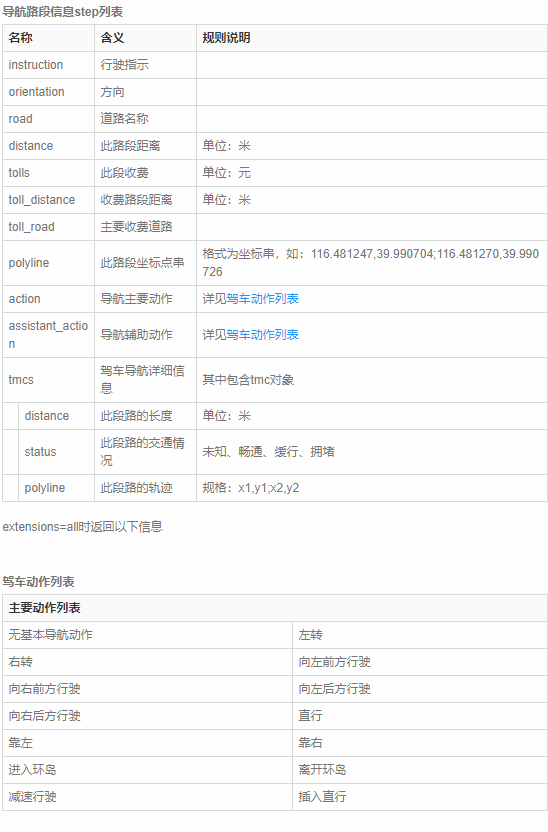 导航路段信息step列表
名称 含义 规则说明
instruction 行驶指示
orientation 方向
road 道路名称
distance 此路段距离 单位：米
tolls 此段收费 单位：元
toll_distance 收费路段距离 单位：米
toll_road 主要收费道路
polyline 此路段坐标点串 格式为坐标串，如：116.481247,39.990704;116.481270,39.990
726
action 导航主要动作 详见驾车动作列表
assistant_actio
n 导航辅助动作 详见驾车动作列表
tmcs 驾车导航详细信
息 其中包含tmc对象
distance 此段路的长度 单位：米
status 此段路的交通情
况 未知、畅通、缓行、拥堵
polyline 此段路的轨迹 规格：x1,y1;x2,y2
extensions=all时返回以下信息
驾车动作列表
主要动作列表
无基本导航动作 左转
右转 向左前方行驶
向右前方行驶 向左后方行驶
向右后方行驶 直行
靠左 靠右
进入环岛 离开环岛
减速行驶 插入直行